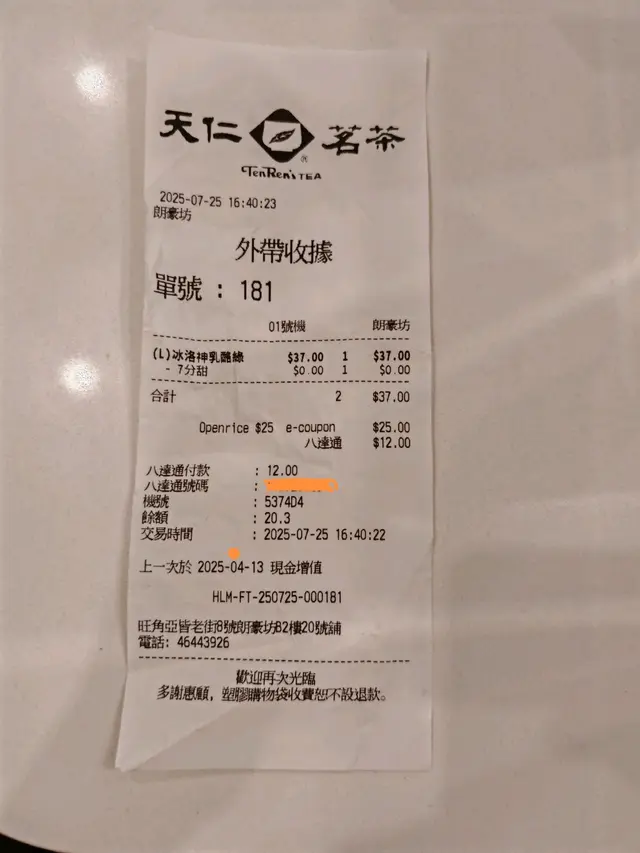 天仁茗茶
®
TenRen's TEA
2025-07-25 16:40:23
朗豪坊
外帶收據
單號 : 181
01號機 朗豪坊
(L)冰洛神乳酪綠 $37.00 1 $37.00
- 7分甜 $0.00 1 $0.00
合計 2 $37.00
Openrice $25 e-coupon $25.00
八達通 $12.00
八達通付款 : 12.00
八達通號碼 :
機號 : 5374D4
餘額 : 20.3
交易時間 : 2025-07-25 16:40:22
上一次於 2025-04-13 現金增值
HLM-FT-250725-000181
旺角亞皆老街8號朗豪坊B2樓20號舖
電話: 46443926
歡迎再次光臨
多謝惠顧, 塑膠購物袋收費恕不設退款。